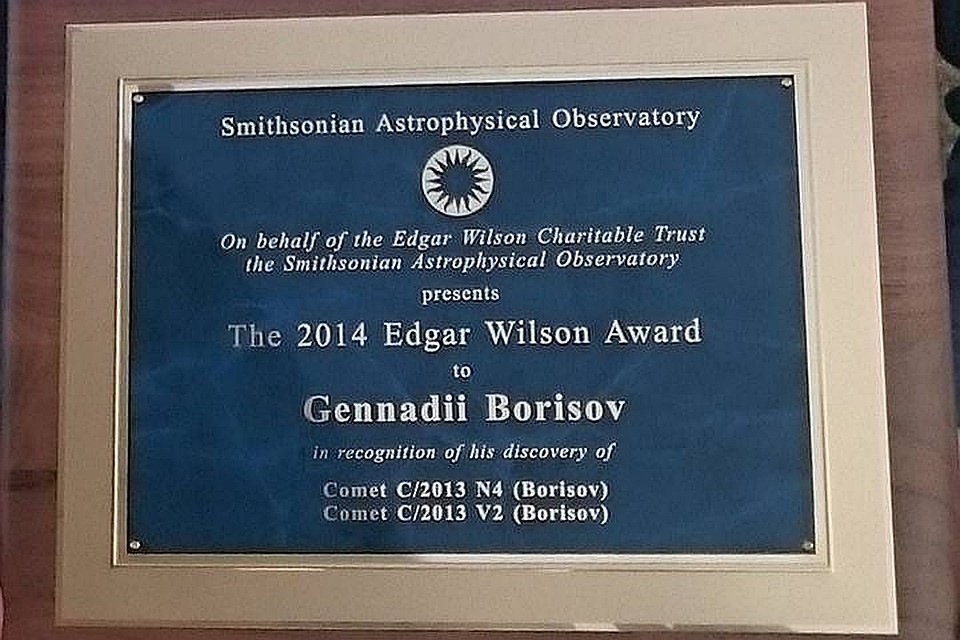 Smithsonian Astrophysical Observatory
On behalf of the Edgar Wilson Charitable Trust
the Smithsonian Astrophysical Observatory
presents
The 2014 Edgar Wilson Award
to
Gennadii Borisov
in recognition of his discovery of
Comet C/2013 N4 (Borisov)
Comet C/2013 V2 (Borisov)